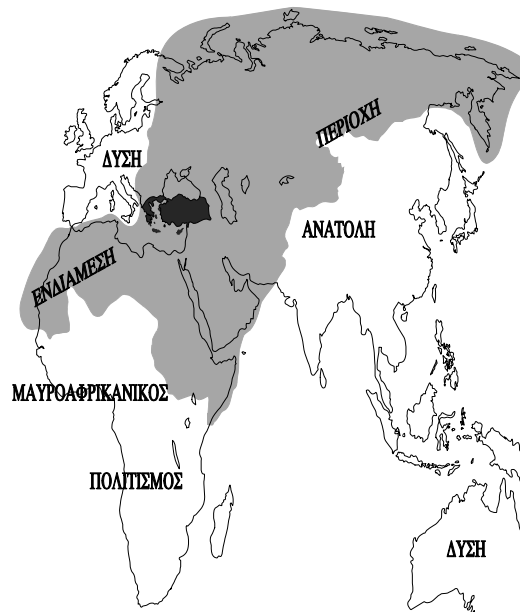 ΠΕΡΙΟΧΗ
ΔΥΣΗ
ΑΝΑΤΟΛΗ
ΕΝΔΙΑΜΕΣΗ
ΜΑΥΡΟΑΦΡΙΚΑΝΙΚΟΣ
ΠΟΛΙΤΙΣΜΟΣ
ΔΥΣΗ